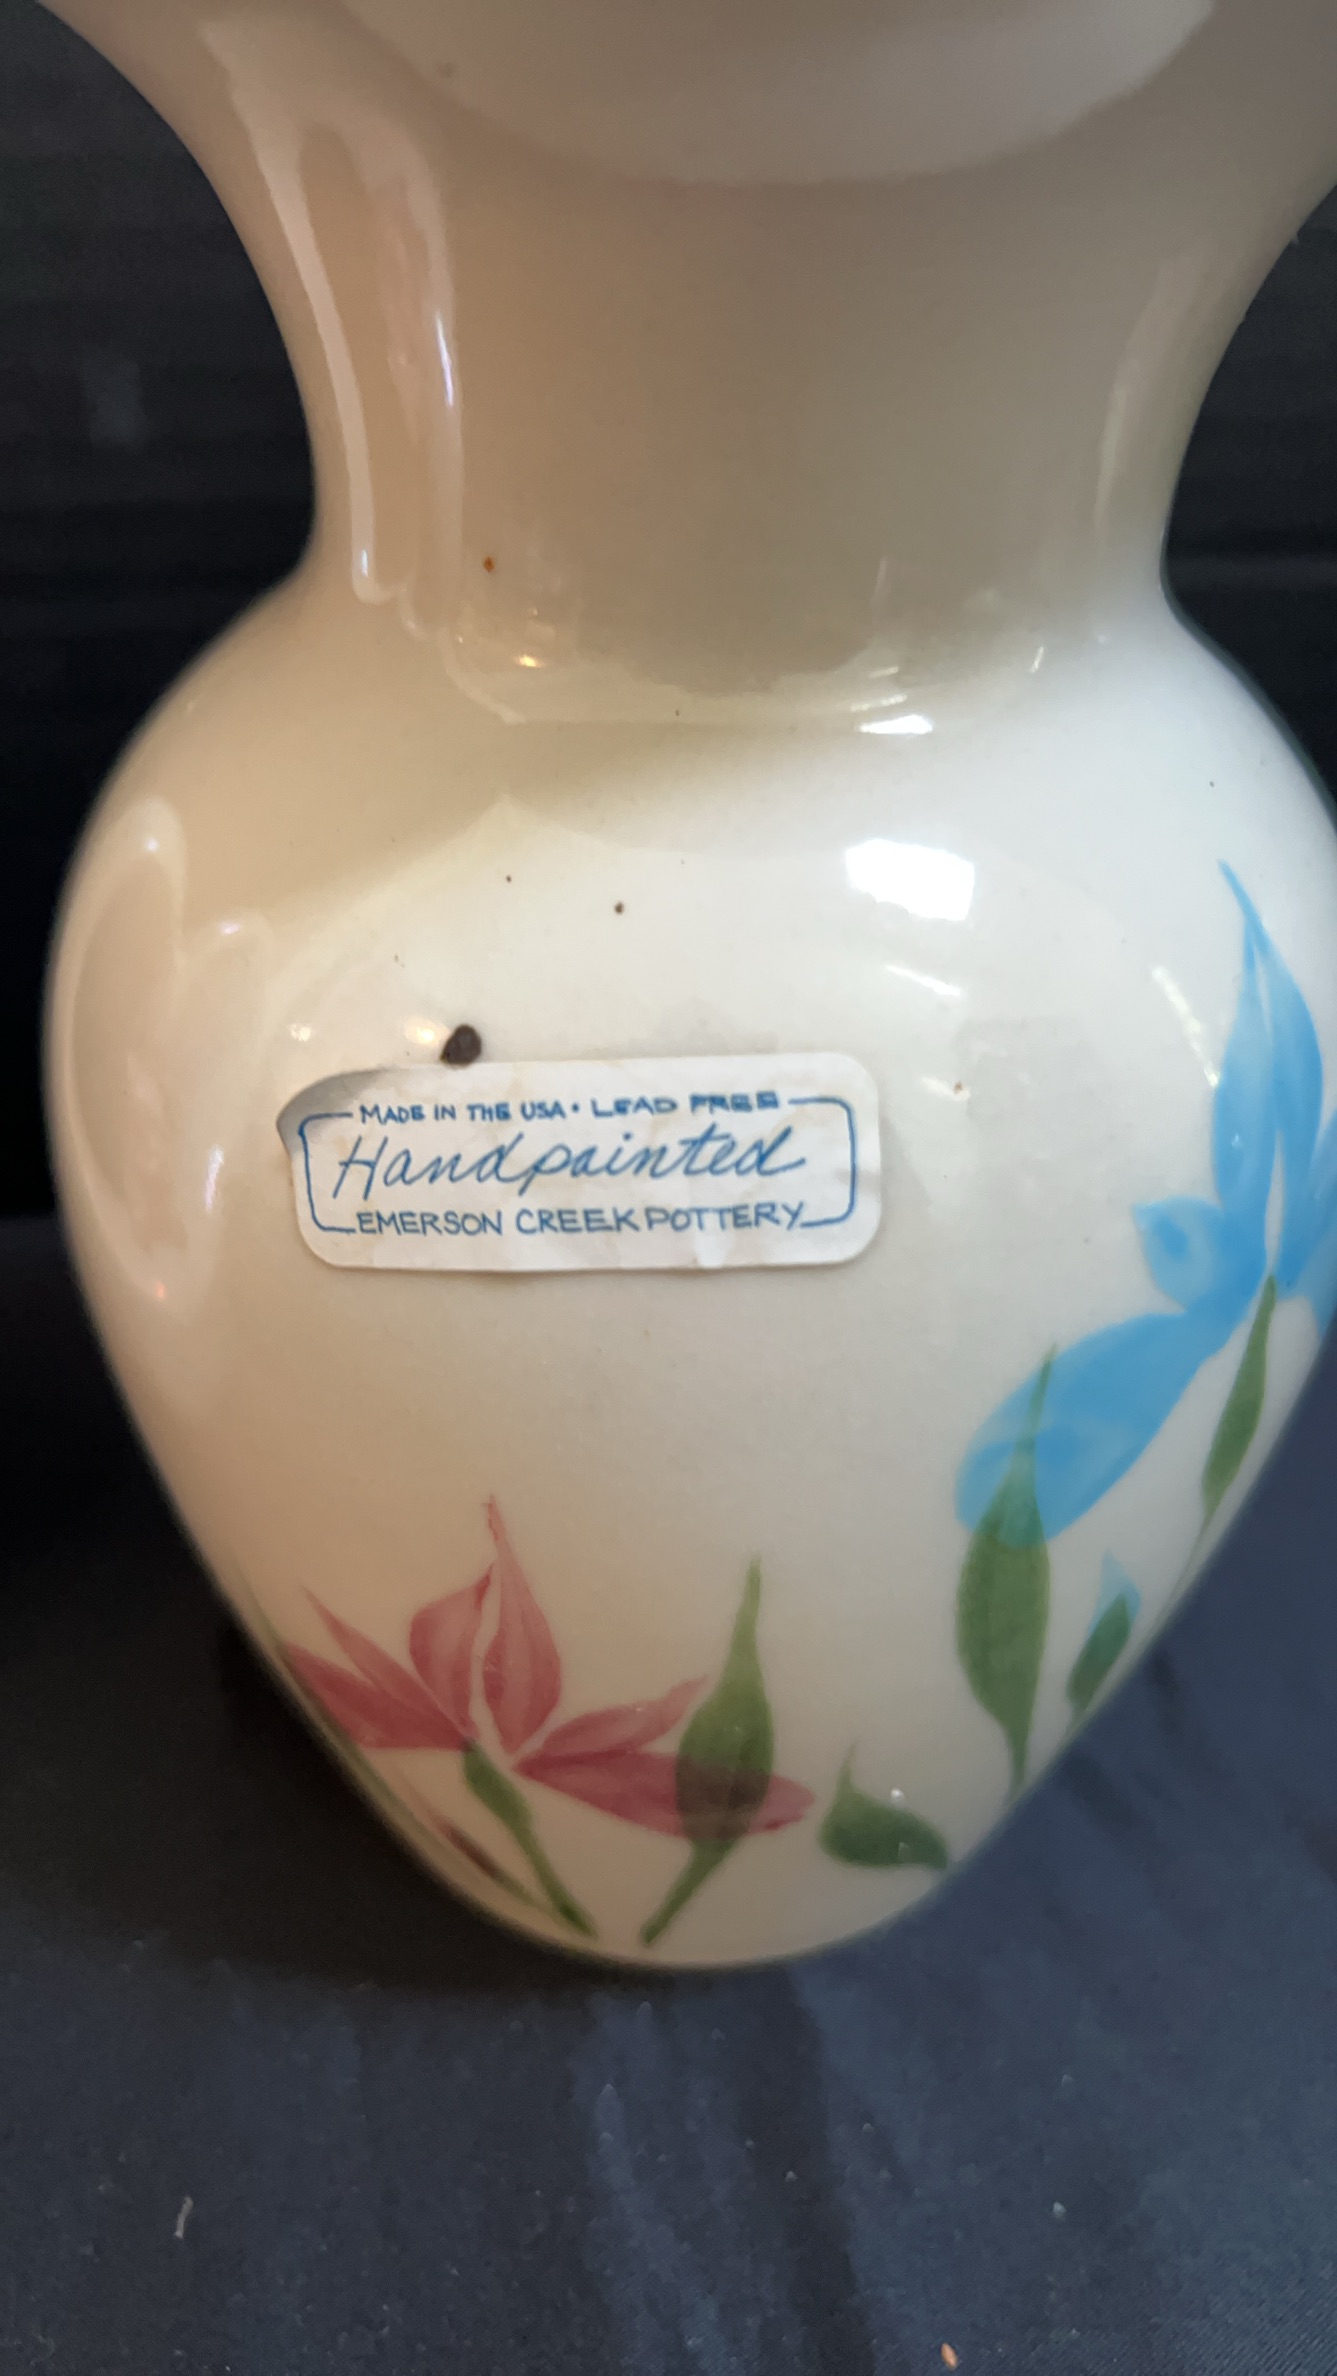 MADE IN THE USA • LEAD FREE
Handpainted
EMERSON CREEK POTTERY